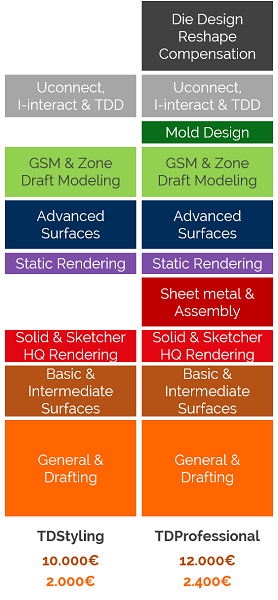 Die Design
Reshape
Compensation
Uconnect,
I-interact & TDD
Uconnect,
I-interact & TDD
Mold Design
GSM & Zone
Draft Modeling
GSM & Zone
Draft Modeling
Advanced
Surfaces
Advanced
Surfaces
Static Rendering
Static Rendering
Sheet metal &
Assembly
Solid & Sketcher
HQ Rendering
Solid & Sketcher
HQ Rendering
Basic &
Intermediate
Surfaces
Basic &
Intermediate
Surfaces
General &
Drafting
General &
Drafting
TDStyling
TDProfessional
10.000€
12.000€
2.000€
2.400€